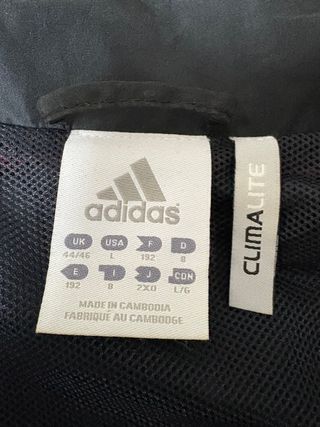 adidas
UK USA F D
44/46 L 192 8
E I J CDN
192 8 2XO L/G
MADE IN CAMBODIA
FABRIQUÉ AU CAMBODGE
CLIMALITE